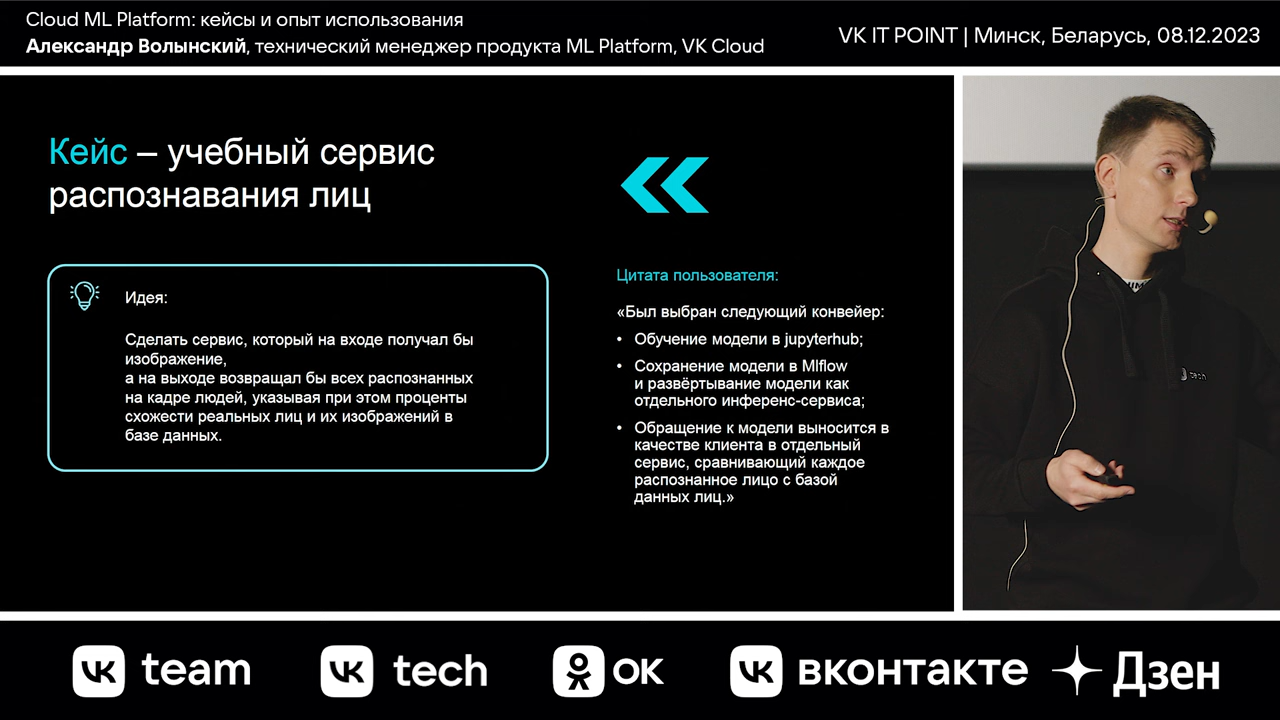 Cloud ML Platform: кейсы и опыт использования
Александр Волынский, технический менеджер продукта ML Platform, VK Cloud
VK IT POINT | Минск, Беларусь, 08.12.2023
Кейс – учебный сервис
распознавания лиц
Идея:
Сделать сервис, который на входе получал бы
изображение,
а на выходе возвращал бы всех распознанных
на кадре людей, указывая при этом проценты
схожести реальных лиц и их изображений в
базе данных.
Цитата пользователя:
«Был выбран следующий конвейер:
• Обучение модели в jupyterhub;
• Сохранение модели в Mlflow
и развёртывание модели как
отдельного инференс-сервиса;
• Обращение к модели выносится в
качестве клиента в отдельный
сервис, сравнивающий каждое
распознанное лицо с базой
данных лиц.»
tech
VK team
VK tech
OK
VK вконтакте
Дзен